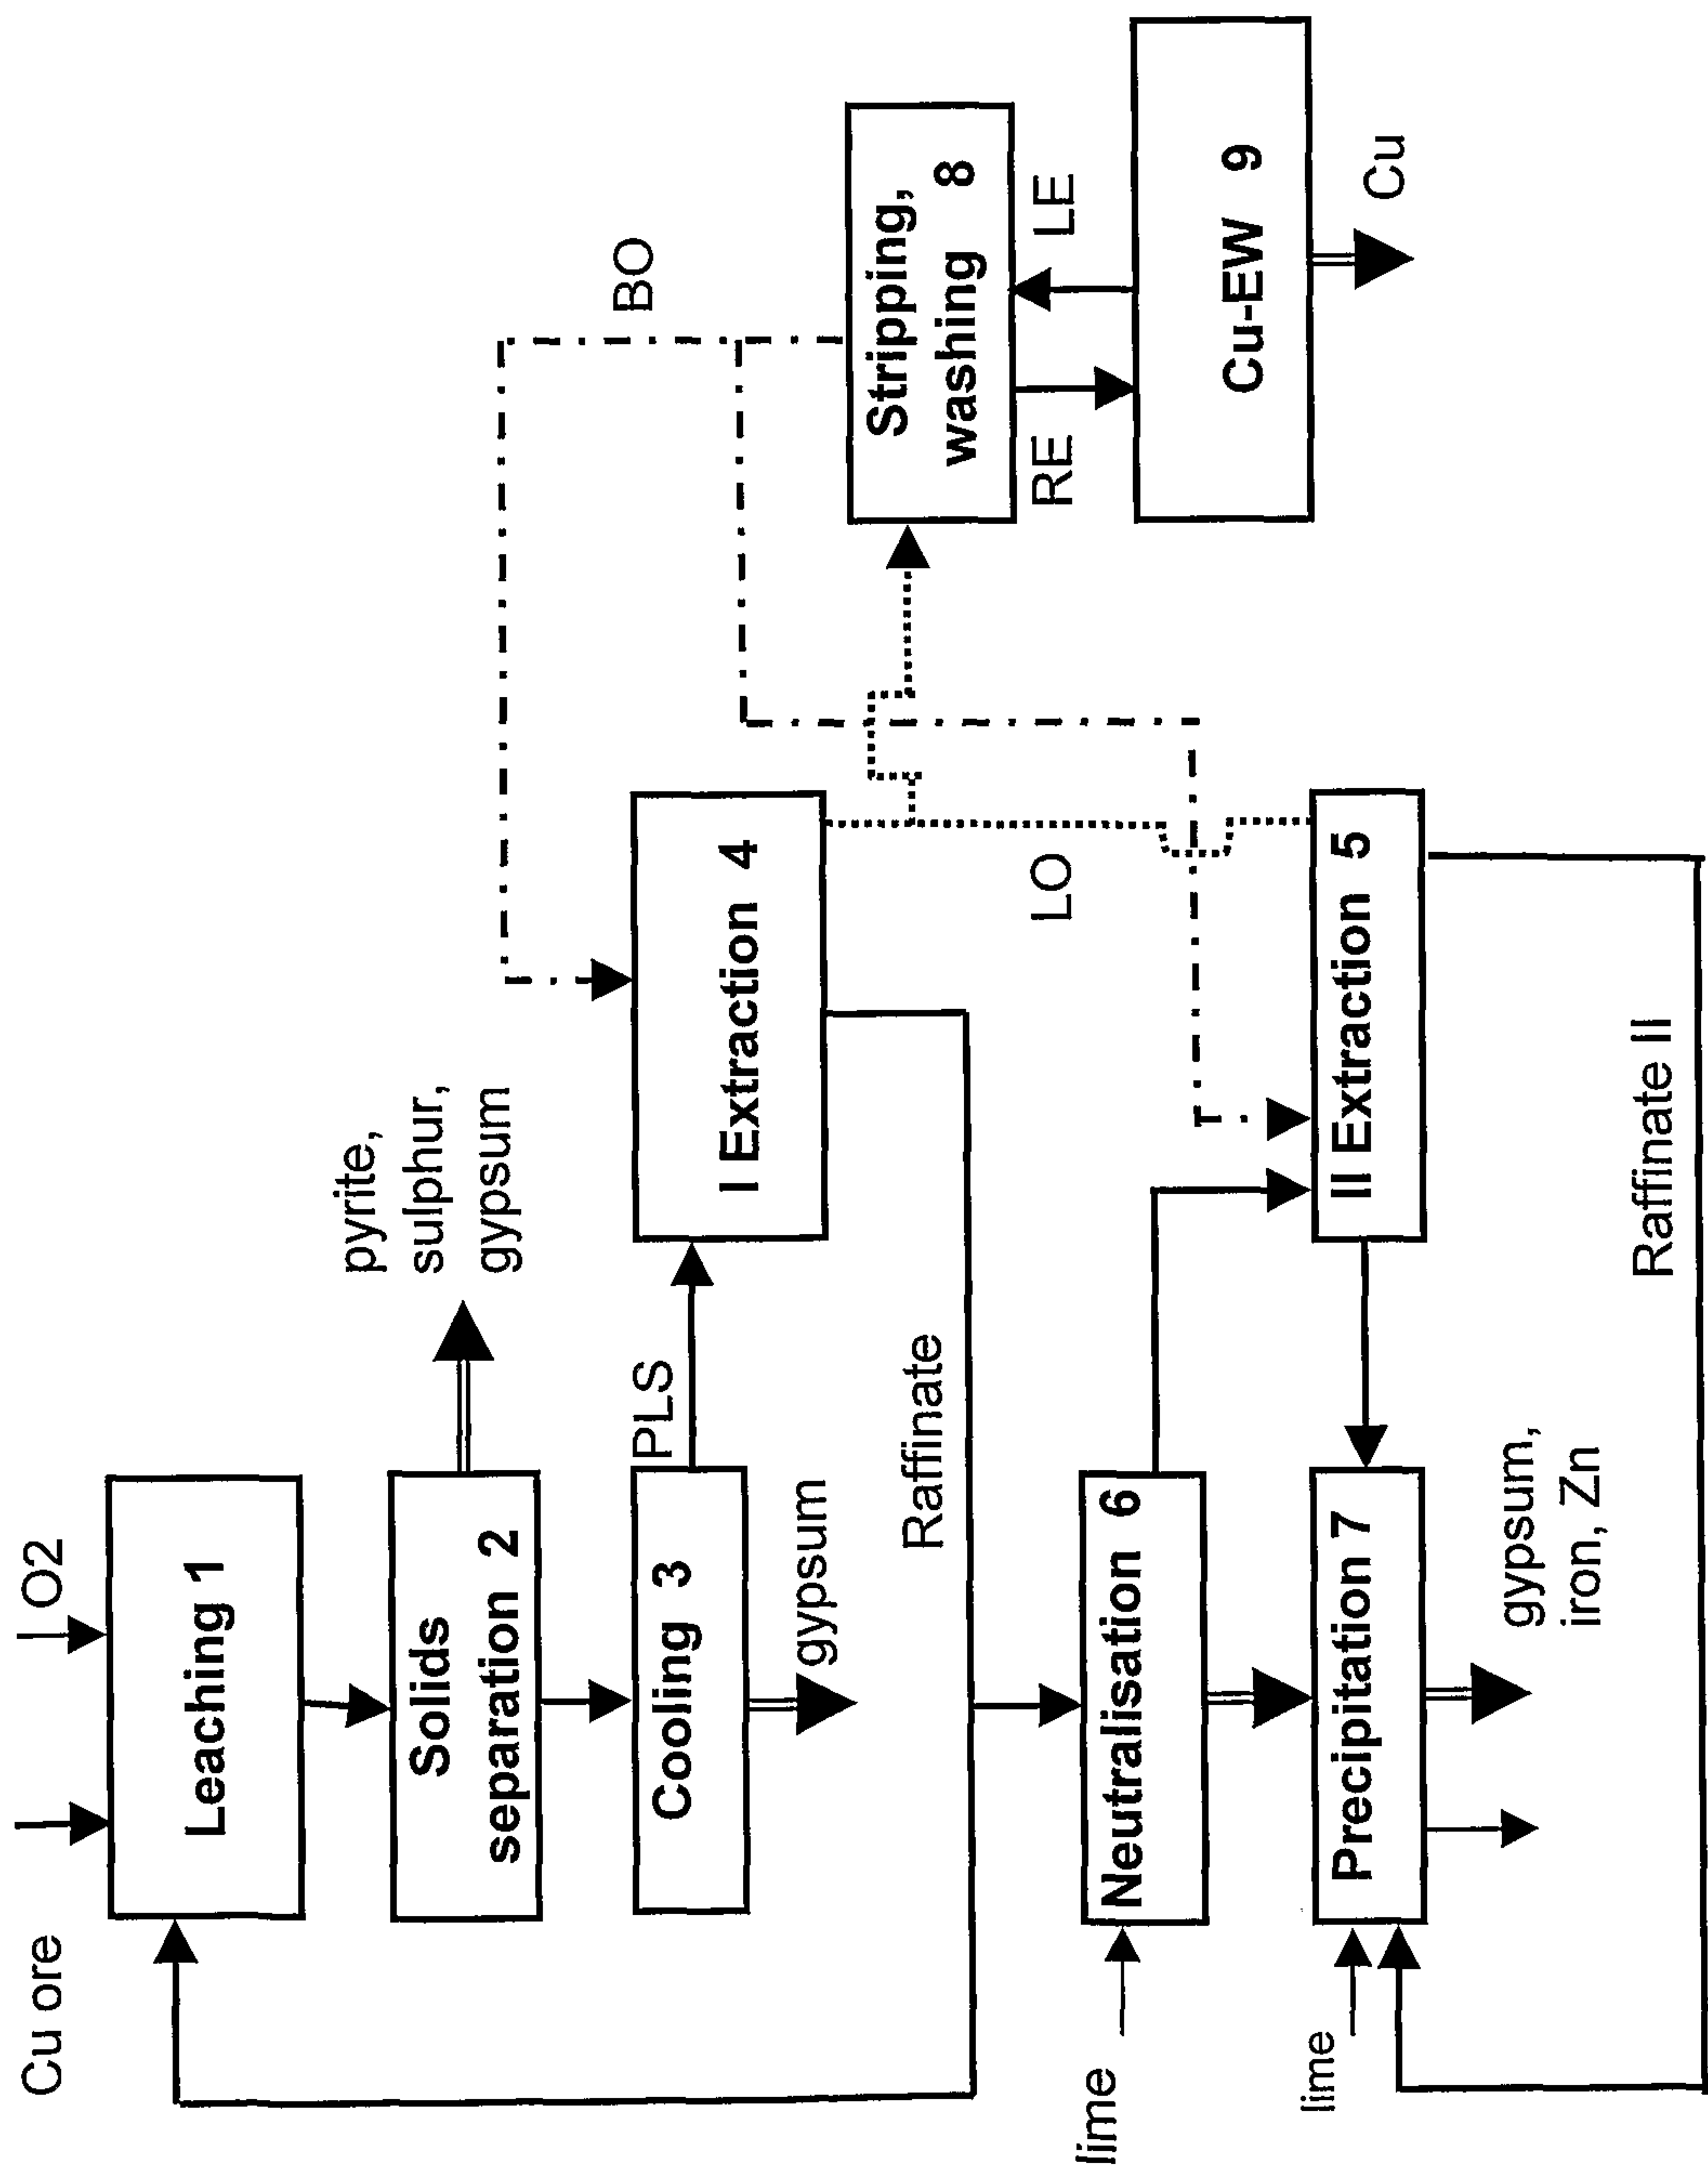 Cu ore
O2
Leaching 1
Solids
separation 2
pyrite,
sulphur,
gypsum
Cooling 3
gypsum
PLS
I Extraction 4
Raffinate
BO
Stripping,
washing 8
RE
LE
Cu-EW 9
Cu
LO
lime
Neutralisation 6
II Extraction 5
lime
Precipitation 7
gypsum,
iron, Zn
Raffinate II